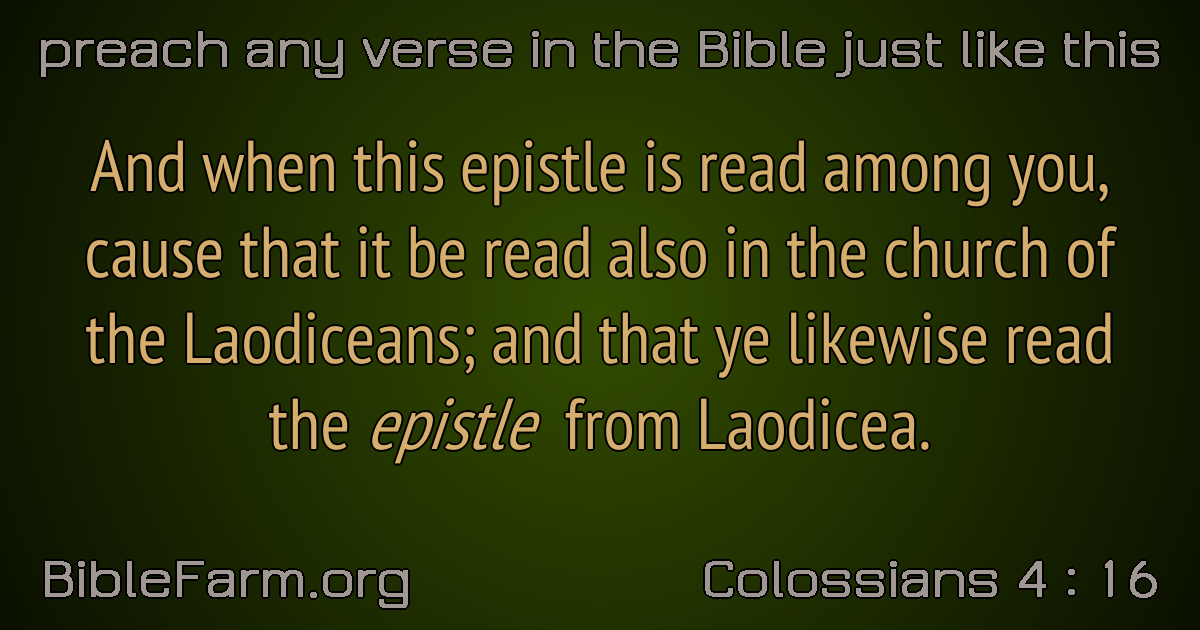 preach any verse in the Bible just like this
And when this epistle is read among you,
cause that it be read also in the church of
the Laodiceans; and that ye likewise read
the epistle from Laodicea.
BibleFarm.org
Colossians 4 : 16